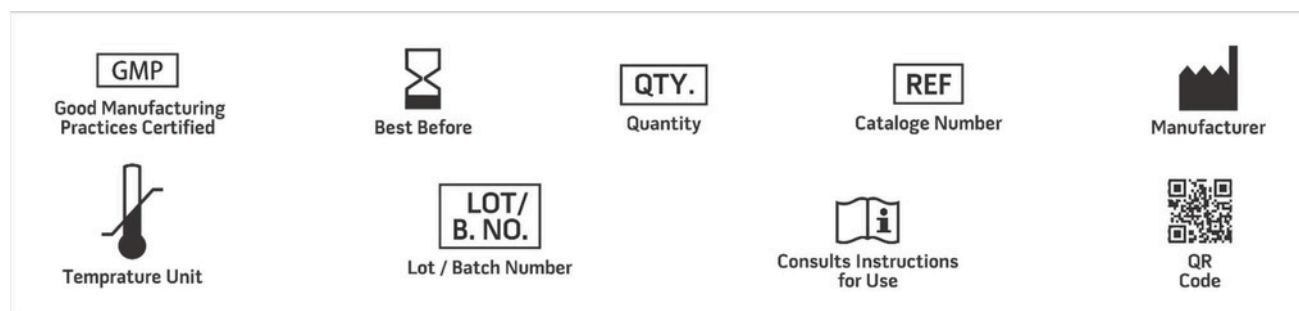 GMP
Good Manufacturing
Practices Certified
Best Before
QTY.
Quantity
REF
Cataloge Number
Manufacturer
Temprature Unit
LOT/
B. NO.
Lot / Batch Number
i
Consults Instructions
for Use
QR
Code